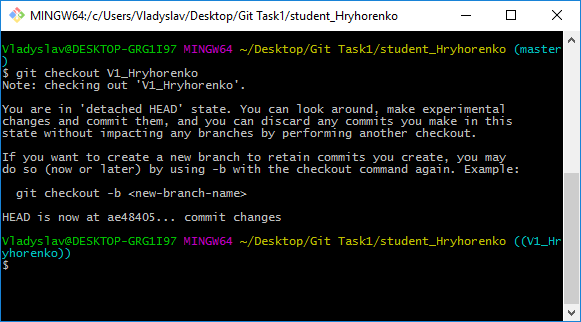 MINGW64:/c/Users/Vladyslav/Desktop/Git Task1/student_Hryhorenko
Vladyslav@DESKTOP-GRG1I97 MINGW64 ~/Desktop/Git Task1/student_Hryhorenko (master
)
$ git checkout V1_Hryhorenko
Note: checking out 'V1_Hryhorenko'.
You are in 'detached HEAD' state. You can look around, make experimental
changes and commit them, and you can discard any commits you make in this
state without impacting any branches by performing another checkout.
If you want to create a new branch to retain commits you create, you may
do so (now or later) by using -b with the checkout command again. Example:
git checkout -b <new-branch-name>
HEAD is now at ae48405... commit changes
Vladyslav@DESKTOP-GRG1I97 MINGW64 ~/Desktop/Git Task1/student_Hryhorenko ((V1_Hr
yhorenko))
$